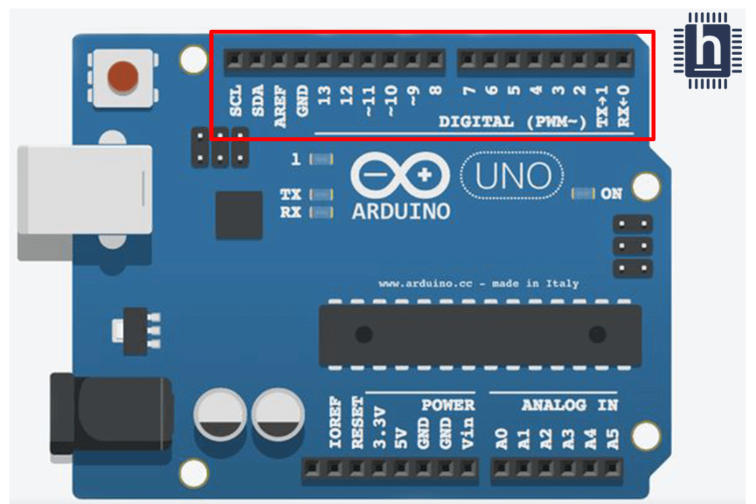 h
SCL
SDA
AREF
GND
13
12
~11
~10
~9
8
7
6
5
4
3
2
TX→1
RX←0
DIGITAL (PWM~)
1
TX
RX
ARDUINO
UNO
ON
www.arduino.cc - made in Italy
POWER
ANALOG IN
IOREF
RESET
3.3V
5V
GND
GND
Vin
A0
A1
A2
A3
A4
A5